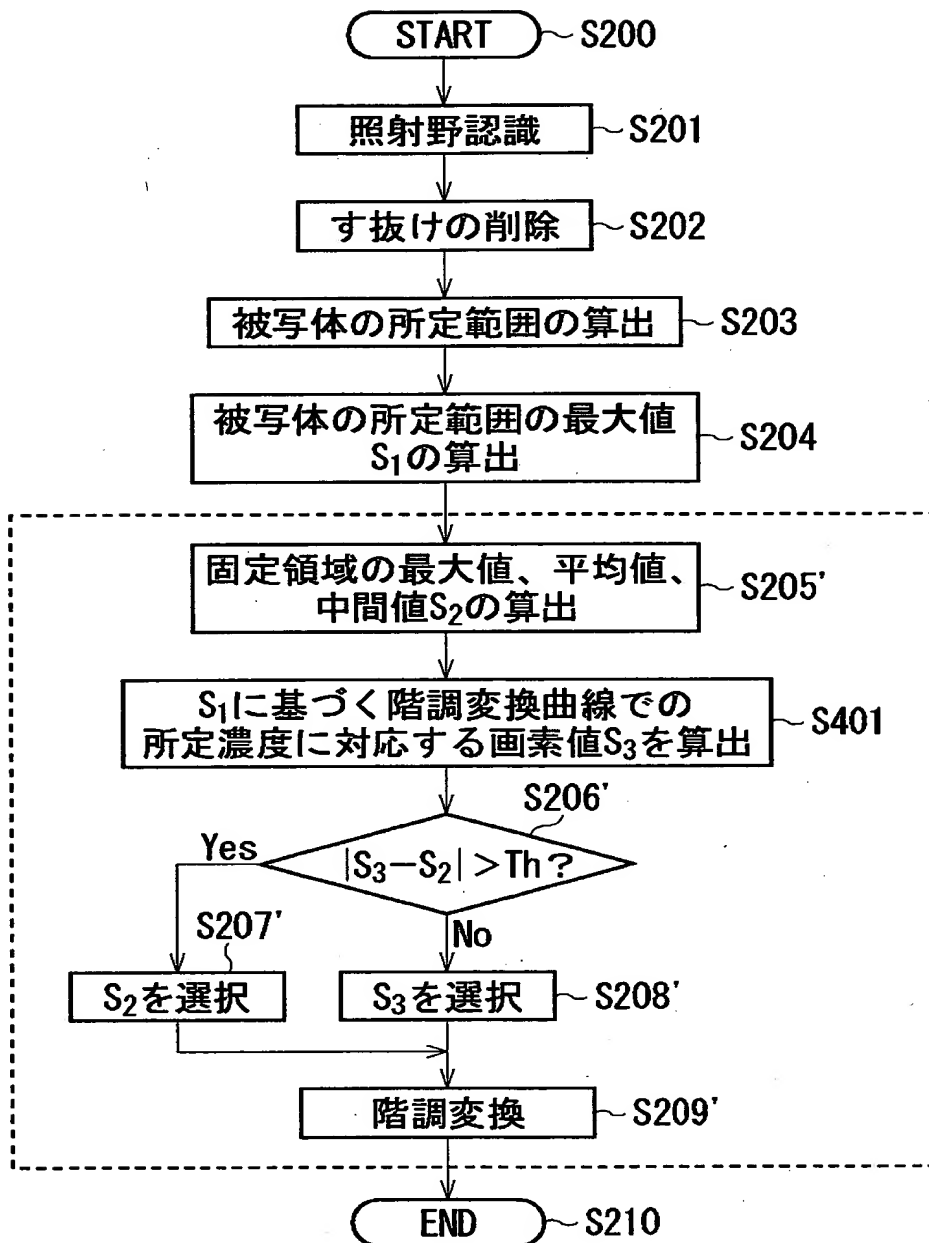 START
S200
照射野認識
S201
す抜けの削除
S202
被写体の所定範囲の算出
S203
被写体の所定範囲の最大値
S₁の算出
S204
固定領域の最大値、平均値、
中間値S₂の算出
S205'
S₁に基づく階調変換曲線での
所定濃度に対応する画素値S₃を算出
S401
S206'
|S₃−S₂|>Th?
Yes
No
S207'
S₂を選択
S₃を選択
S208'
階調変換
S209'
END
S210